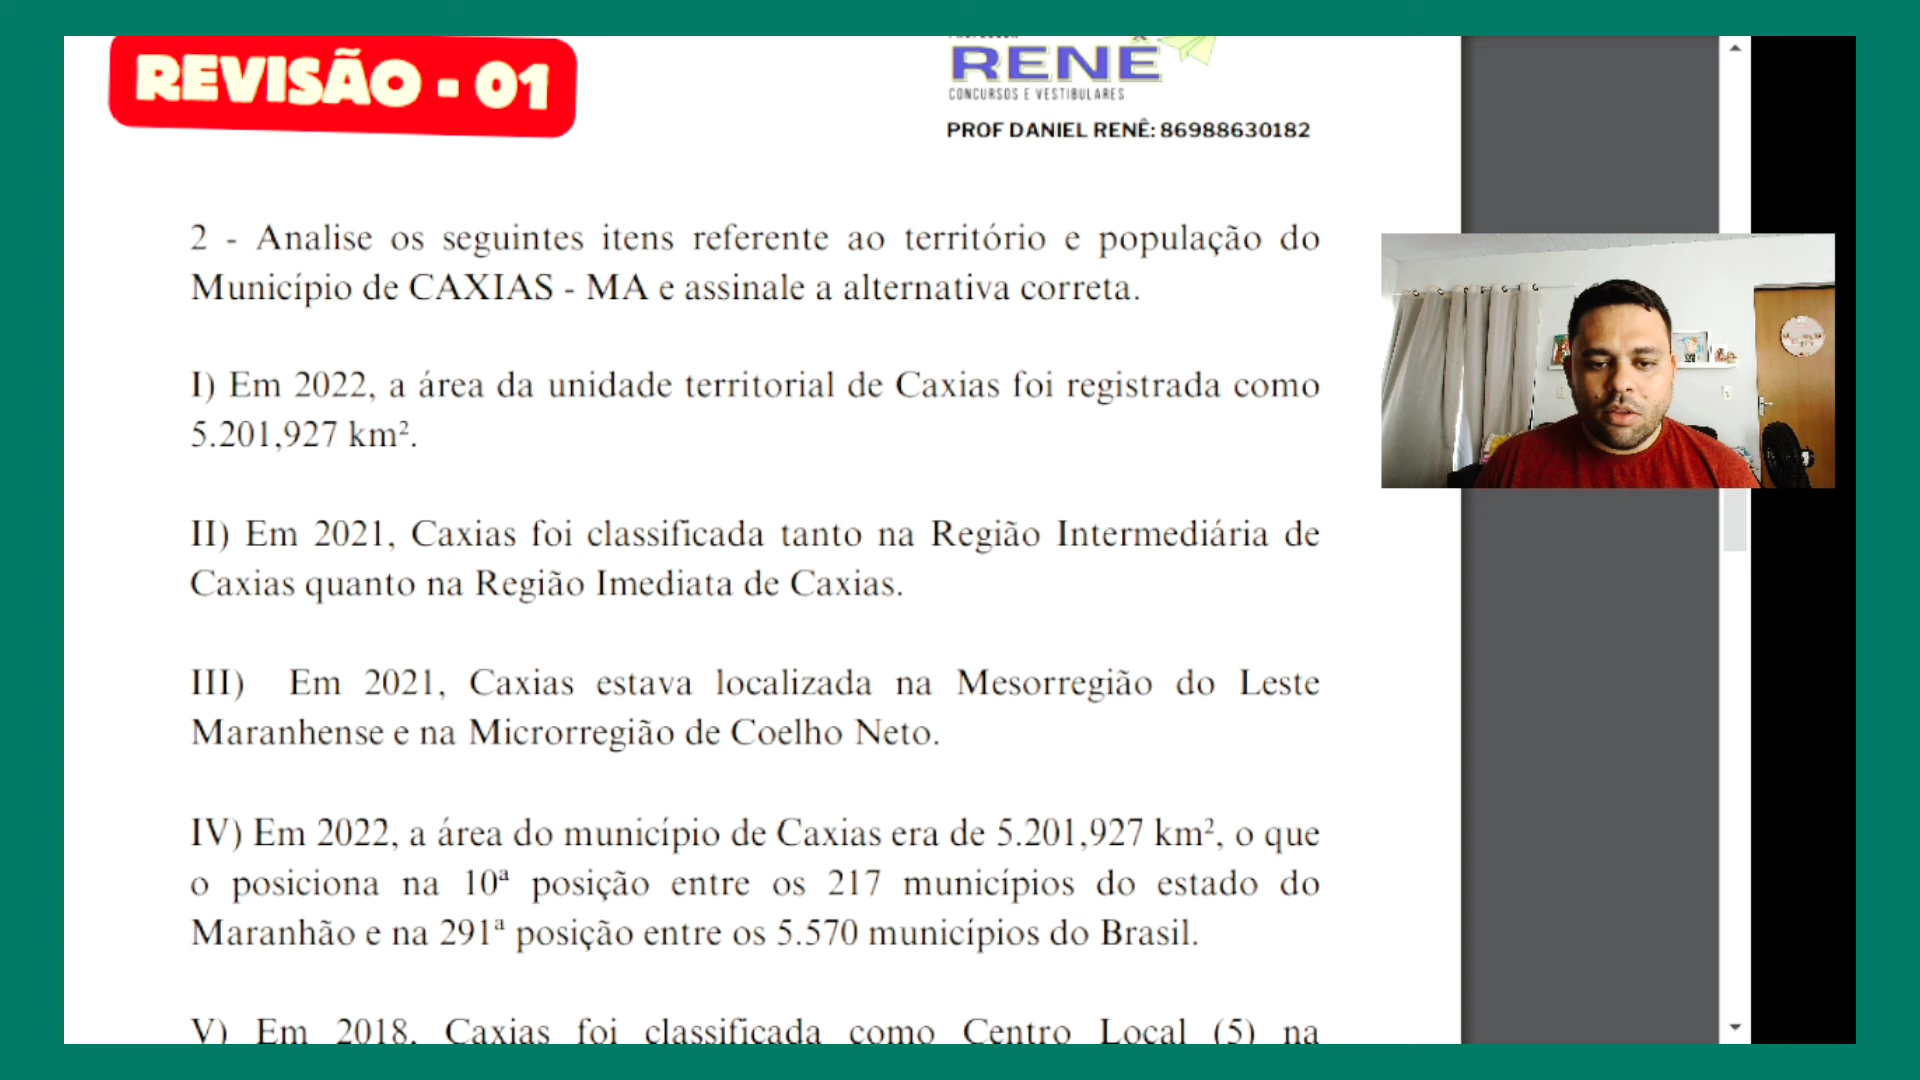 REVISÃO - 01
RENÊ
CONCURSOS E VESTIBULARES
PROF DANIEL RENÊ: 86988630182
2 - Analise os seguintes itens referente ao território e população do
Município de CAXIAS - MA e assinale a alternativa correta.
I) Em 2022, a área da unidade territorial de Caxias foi registrada como
5.201,927 km².
II) Em 2021, Caxias foi classificada tanto na Região Intermediária de
Caxias quanto na Região Imediata de Caxias.
III) Em 2021, Caxias estava localizada na Mesorregião do Leste
Maranhense e na Microrregião de Coelho Neto.
IV) Em 2022, a área do município de Caxias era de 5.201,927 km², o que
o posiciona na 10ª posição entre os 217 municípios do estado do
Maranhão e na 291ª posição entre os 5.570 municípios do Brasil.
V) Em 2018, Caxias foi classificada como Centro Local (5) na